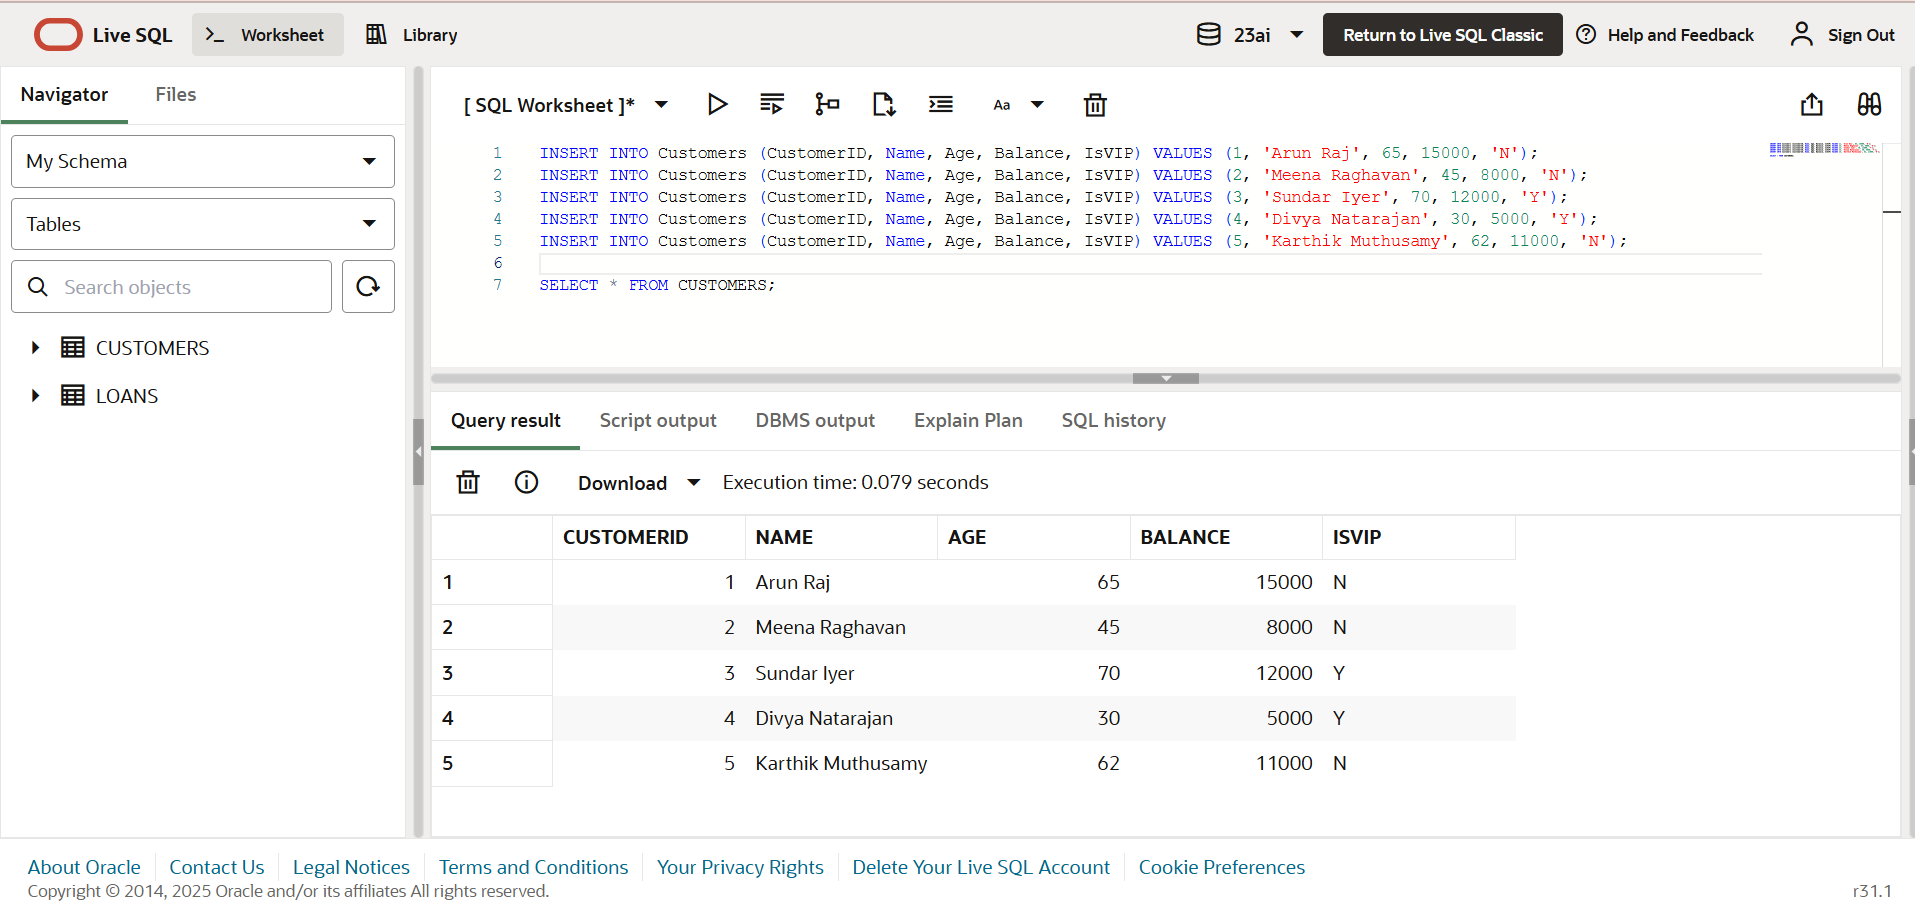 Live SQL
Worksheet
Library
23ai
Return to Live SQL Classic
Help and Feedback
Sign Out
Navigator
Files
My Schema
Tables
Search objects
CUSTOMERS
LOANS
[ SQL Worksheet ]*
Aa
1 INSERT INTO Customers (CustomerID, Name, Age, Balance, IsVIP) VALUES (1, 'Arun Raj', 65, 15000, 'N');
2 INSERT INTO Customers (CustomerID, Name, Age, Balance, IsVIP) VALUES (2, 'Meena Raghavan', 45, 8000, 'N');
3 INSERT INTO Customers (CustomerID, Name, Age, Balance, IsVIP) VALUES (3, 'Sundar Iyer', 70, 12000, 'Y');
4 INSERT INTO Customers (CustomerID, Name, Age, Balance, IsVIP) VALUES (4, 'Divya Natarajan', 30, 5000, 'Y');
5 INSERT INTO Customers (CustomerID, Name, Age, Balance, IsVIP) VALUES (5, 'Karthik Muthusamy', 62, 11000, 'N');
6
7 SELECT * FROM CUSTOMERS;
Query result
Script output
DBMS output
Explain Plan
SQL history
Download
Execution time: 0.079 seconds
CUSTOMERID NAME AGE BALANCE ISVIP
1 1 Arun Raj 65 15000 N
2 2 Meena Raghavan 45 8000 N
3 3 Sundar Iyer 70 12000 Y
4 4 Divya Natarajan 30 5000 Y
5 5 Karthik Muthusamy 62 11000 N
About Oracle
Contact Us
Legal Notices
Terms and Conditions
Your Privacy Rights
Delete Your Live SQL Account
Cookie Preferences
Copyright © 2014, 2025 Oracle and/or its affiliates All rights reserved.
r31.1